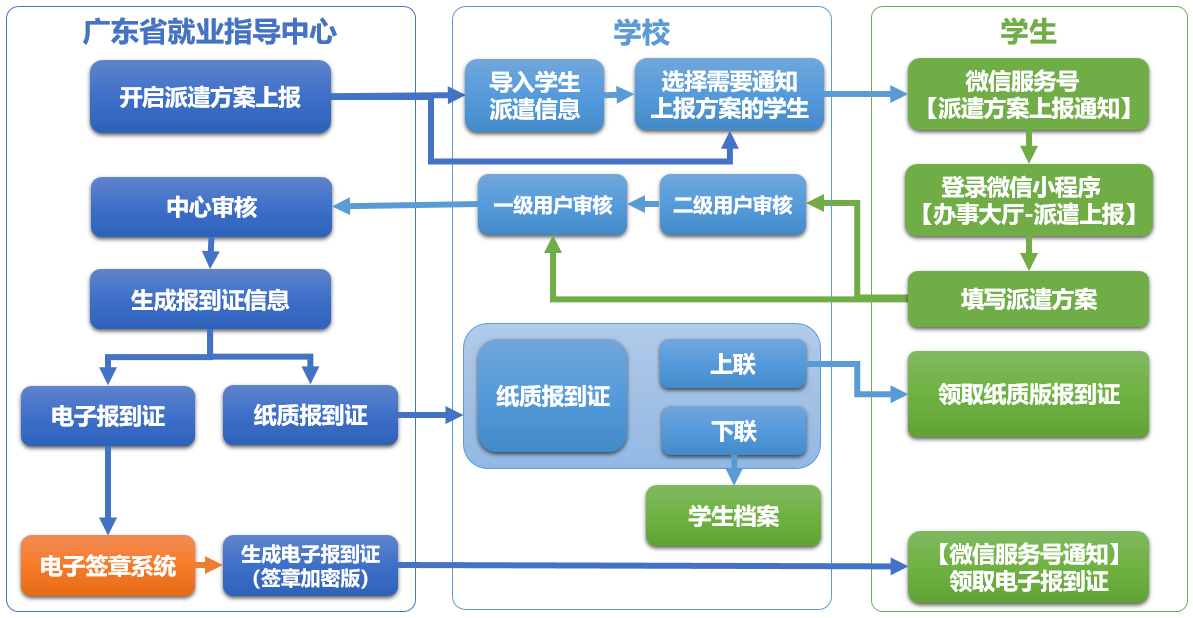 广东省就业指导中心
学校
学生
开启派遣方案上报
导入学生
派遣信息
选择需要通知
上报方案的学生
微信服务号
【派遣方案上报通知】
中心审核
一级用户审核
二级用户审核
登录微信小程序
【办事大厅-派遣上报】
生成报到证信息
填写派遣方案
电子报到证
纸质报到证
纸质报到证
上联
下联
领取纸质版报到证
学生档案
电子签章系统
生成电子报到证
（签章加密版）
【微信服务号通知】
领取电子报到证